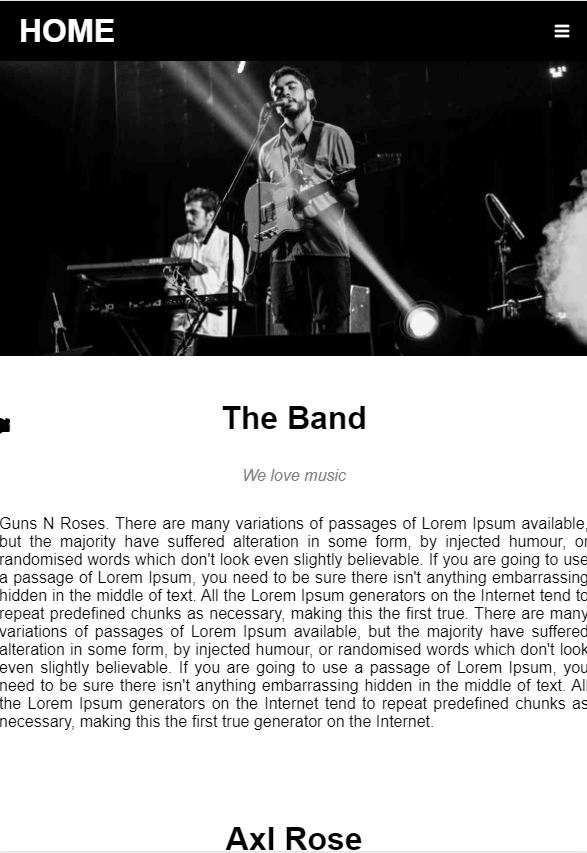 HOME
The Band
We love music
Guns N Roses. There are many variations of passages of Lorem Ipsum available,
but the majority have suffered alteration in some form, by injected humour, or
randomised words which don't look even slightly believable. If you are going to use
a passage of Lorem Ipsum, you need to be sure there isn't anything embarrassing
hidden in the middle of text. All the Lorem Ipsum generators on the Internet tend to
repeat predefined chunks as necessary, making this the first true. There are many
variations of passages of Lorem Ipsum available, but the majority have suffered
alteration in some form, by injected humour, or randomised words which don't look
even slightly believable. If you are going to use a passage of Lorem Ipsum, you
need to be sure there isn't anything embarrassing hidden in the middle of text. All
the Lorem Ipsum generators on the Internet tend to repeat predefined chunks as
necessary, making this the first true generator on the Internet.
Axl Rose